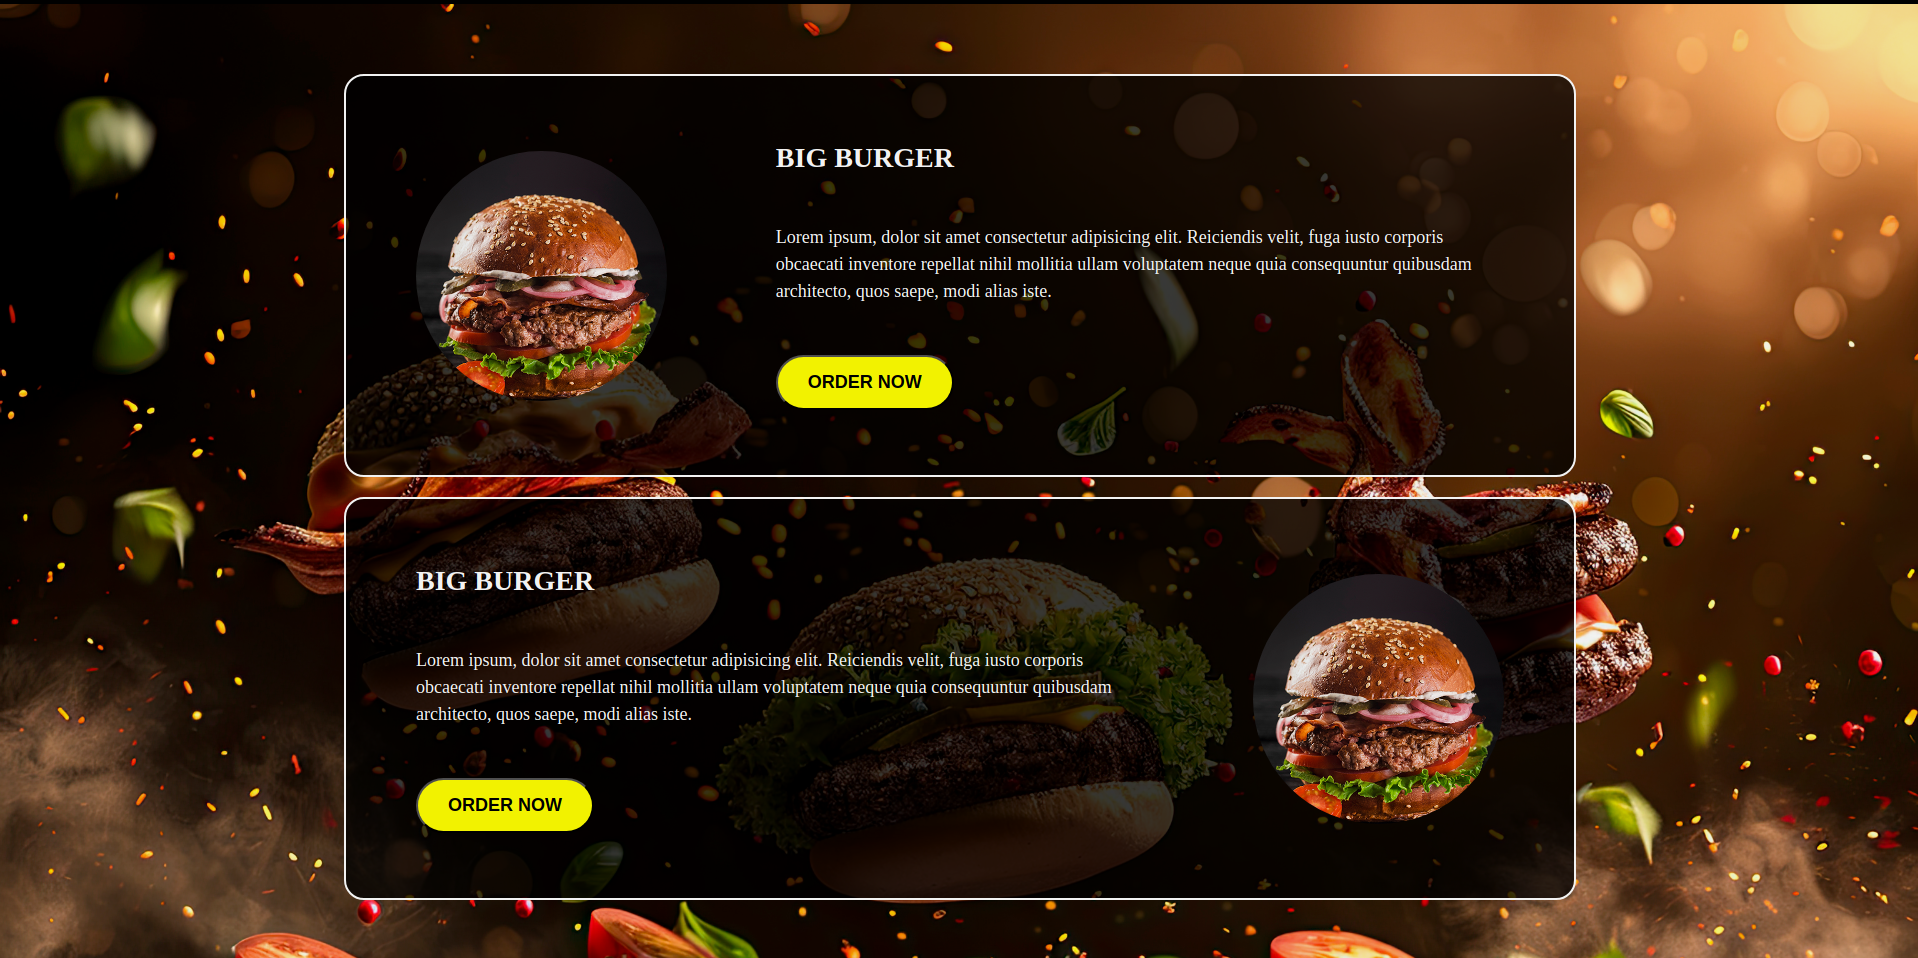 BIG BURGER
Lorem ipsum, dolor sit amet consectetur adipisicing elit. Reiciendis velit, fuga iusto corporis
obcaecati inventore repellat nihil mollitia ullam voluptatem neque quia consequuntur quibusdam
architecto, quos saepe, modi alias iste.
ORDER NOW
BIG BURGER
Lorem ipsum, dolor sit amet consectetur adipisicing elit. Reiciendis velit, fuga iusto corporis
obcaecati inventore repellat nihil mollitia ullam voluptatem neque quia consequuntur quibusdam
architecto, quos saepe, modi alias iste.
ORDER NOW